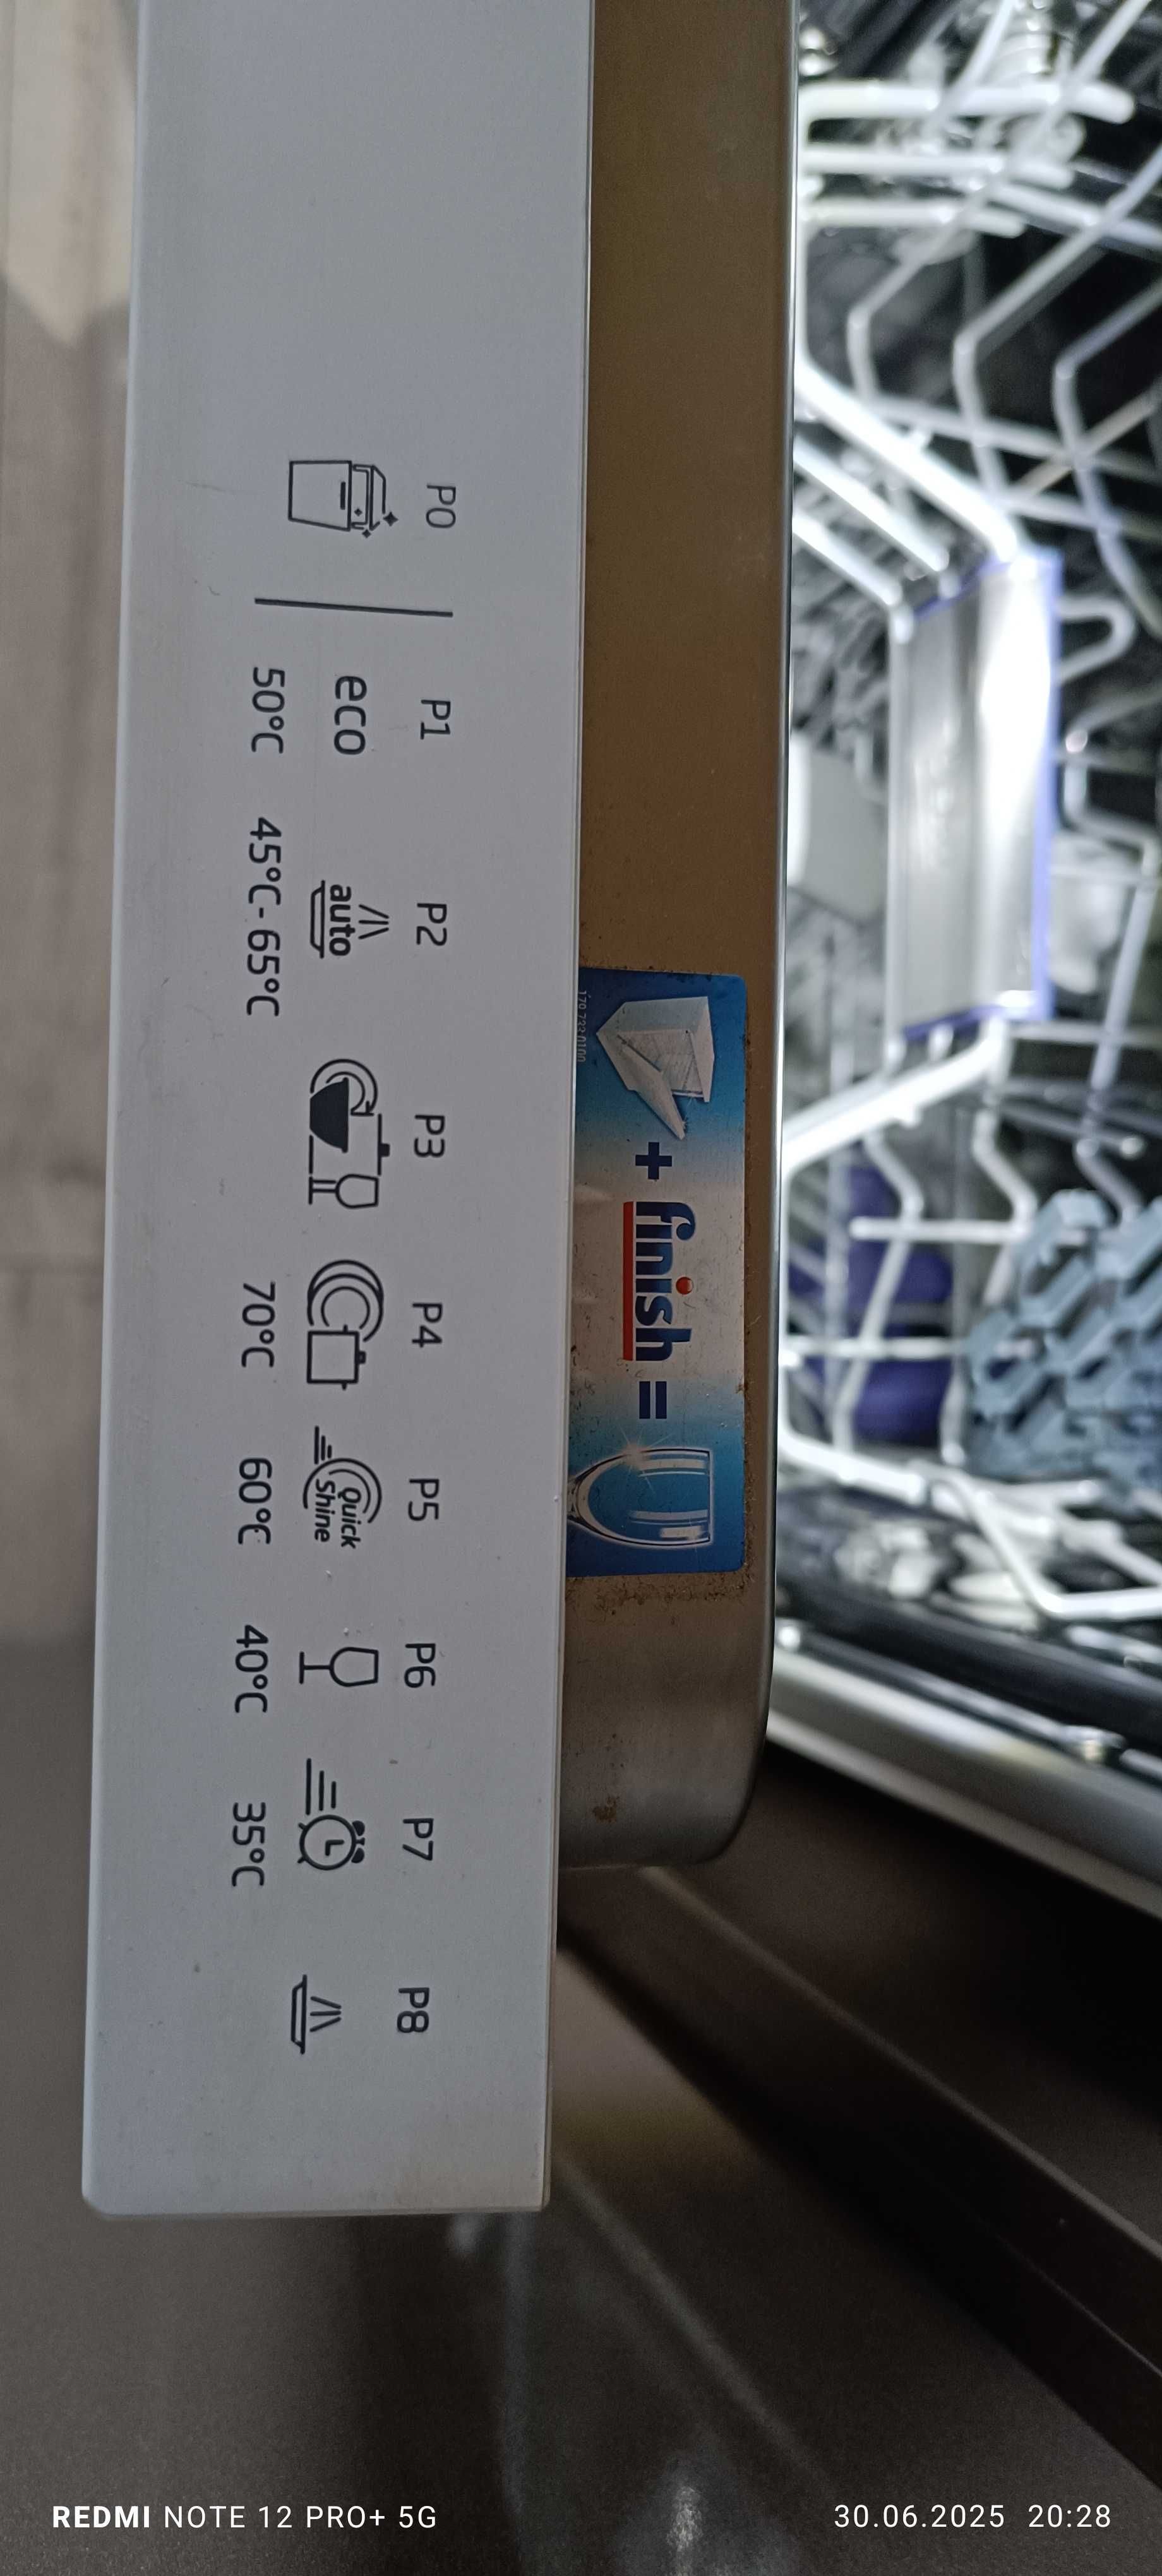 P0
P1
eco
50°C
P2
auto
45°C-65°C
P3
P4
70°C
P5
Quick
Shine
60°C
P6
40°C
P7
35°C
P8
+ finish =
REDMI NOTE 12 PRO+ 5G
30.06.2025 20:28